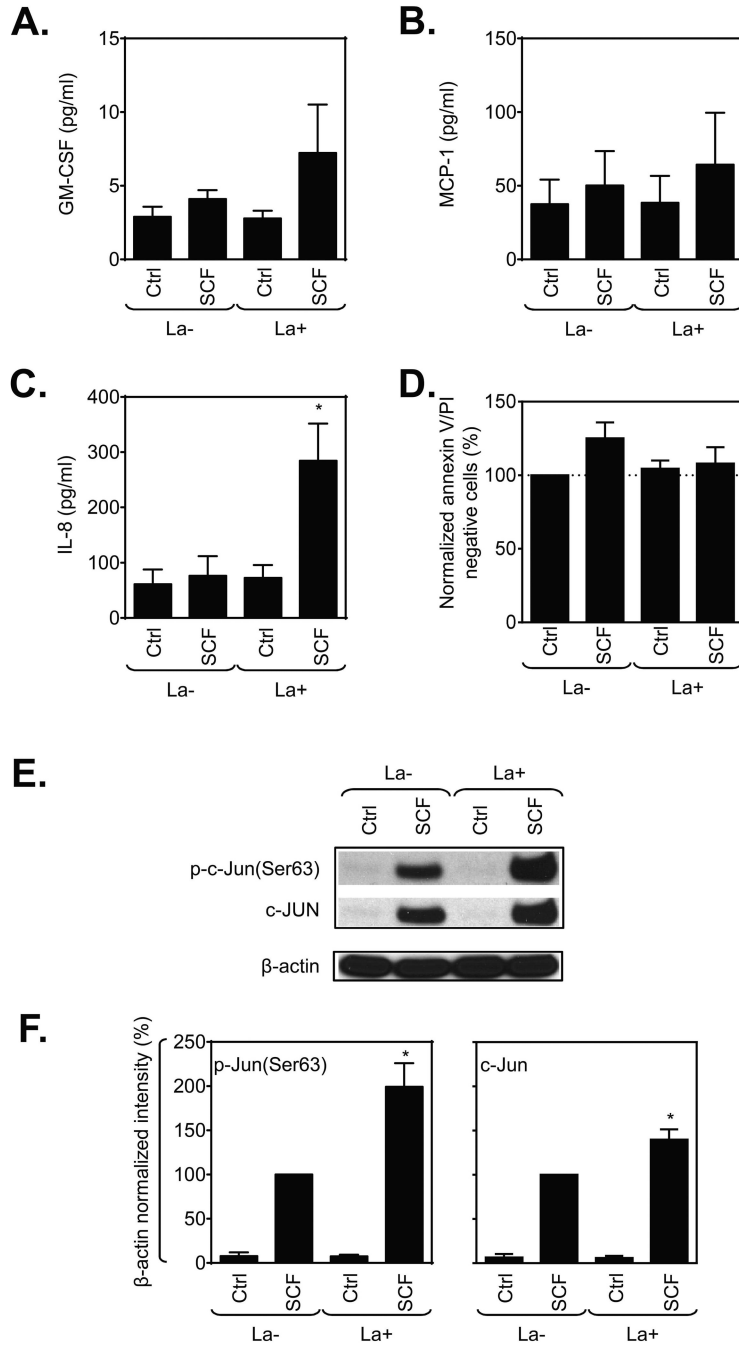 A.
GM-CSF (pg/ml)
15
10
5
0
Ctrl
SCF
Ctrl
SCF
La-
La+
B.
MCP-1 (pg/ml)
150
100
50
0
Ctrl
SCF
Ctrl
SCF
La-
La+
C.
IL-8 (pg/ml)
400
300
200
100
0
*
Ctrl
SCF
Ctrl
SCF
La-
La+
D.
Normalized annexin V/PI
negative cells (%)
150
100
50
0
Ctrl
SCF
Ctrl
SCF
La-
La+
E.
La-
La+
Ctrl
SCF
Ctrl
SCF
p-c-Jun(Ser63)
c-JUN
β-actin
F.
β-actin normalized intensity (%)
250
200
150
100
50
0
p-Jun(Ser63)
*
Ctrl
SCF
Ctrl
SCF
La-
La+
c-Jun
*
Ctrl
SCF
Ctrl
SCF
La-
La+